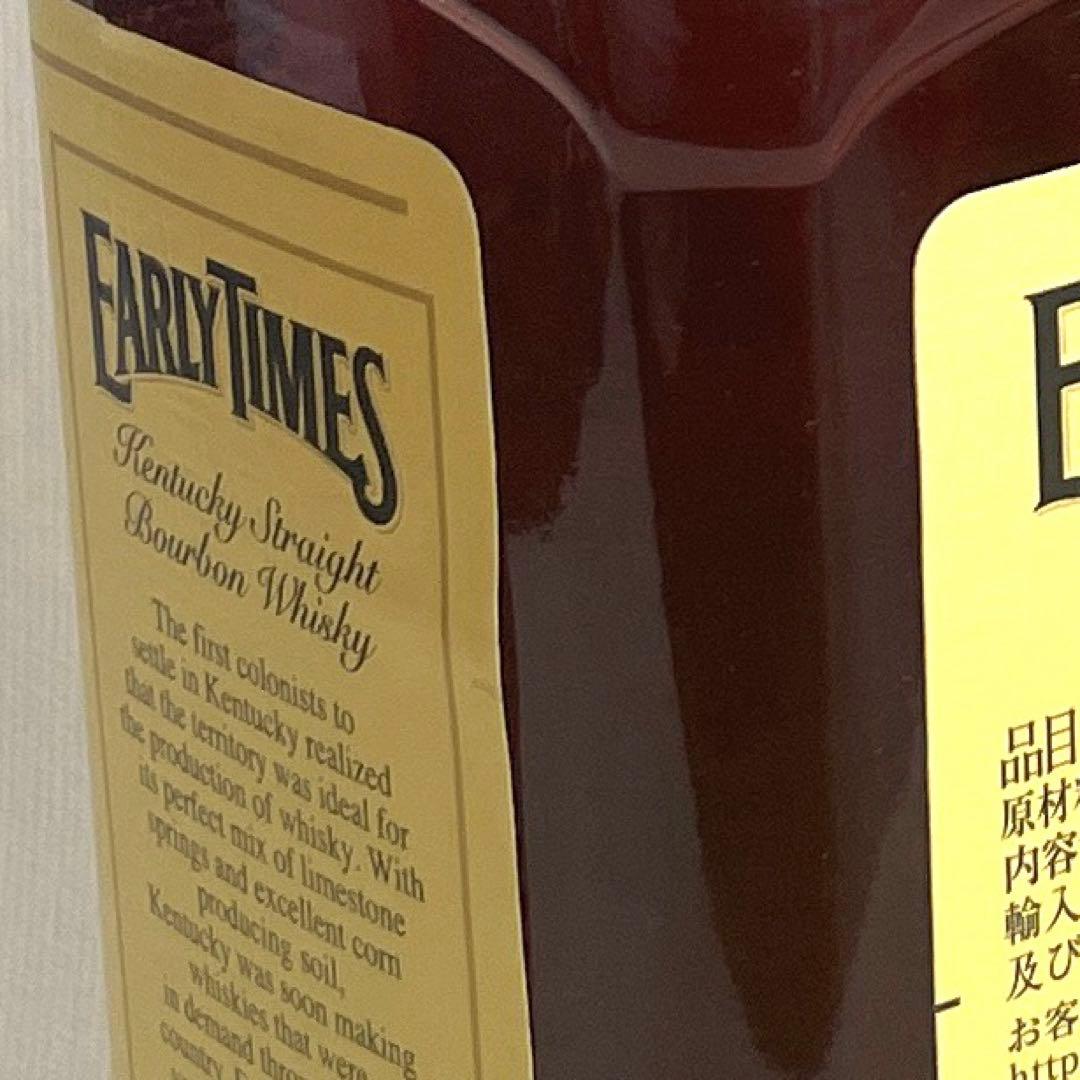 EARLY TIMES
Kentucky Straight
Bourbon Whisky
The first colonists to
settle in Kentucky realized
that the territory was ideal for
the production of whisky. With
its perfect mix of limestone
springs and excellent corn
producing soil,
Kentucky was soon making
whiskies that were
in demand throu
country.
E
品目
原材
内容
輸入
及び
お客
http